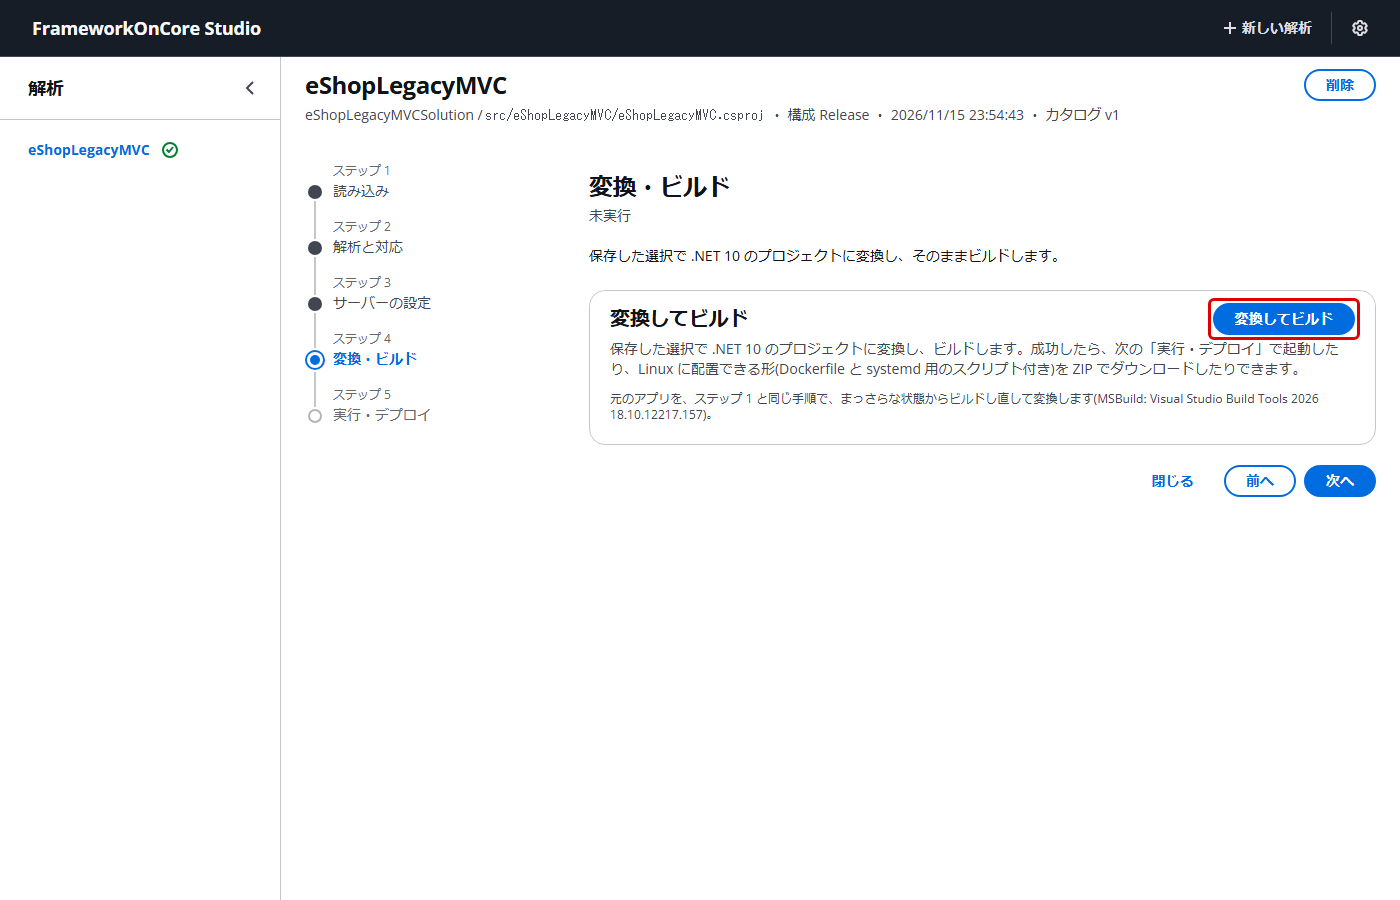 FrameworkOnCore Studio
新しい解析
解析
eShopLegacyMVC
eShopLegacyMVC
削除
eShopLegacyMVCSolution / src/eShopLegacyMVC/eShopLegacyMVC.csproj ・ 構成 Release ・ 2026/11/15 23:54:43 ・ カタログ v1
ステップ 1
読み込み
ステップ 2
解析と対応
ステップ 3
サーバーの設定
ステップ 4
変換・ビルド
ステップ 5
実行・デプロイ
変換・ビルド
未実行
保存した選択で .NET 10 のプロジェクトに変換し、そのままビルドします。
変換してビルド
変換してビルド
保存した選択で .NET 10 のプロジェクトに変換し、ビルドします。成功したら、次の「実行・デプロイ」で起動した
り、Linux に配置できる形(Dockerfile と systemd 用のスクリプト付き)を ZIP でダウンロードしたりできます。
元のアプリを、ステップ 1 と同じ手順で、まっさらな状態からビルドし直して変換します(MSBuild: Visual Studio Build Tools 2026
18.10.12217.157)。
閉じる
前へ
次へ